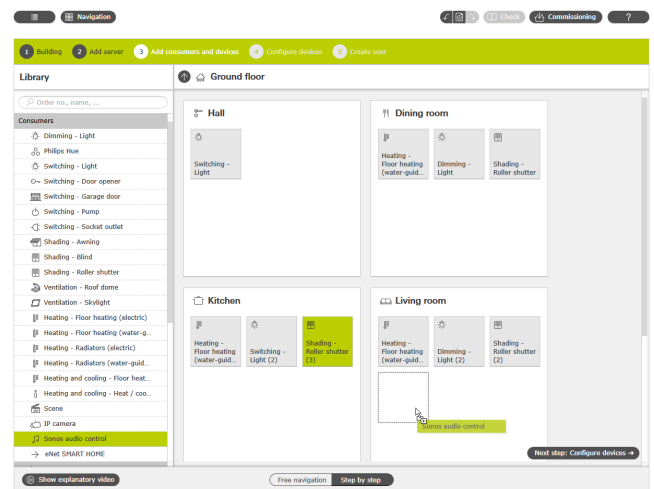 Navigation
Check
Commissioning
?
1 Building 2 Add server 3 Add consumers and devices 4 Configure devices 5 Create user
Library
Ground floor
Order no., name, ...
Consumers
Dimming - Light
Philips Hue
Switching - Light
Switching - Door opener
Switching - Garage door
Switching - Pump
Switching - Socket outlet
Shading - Awning
Shading - Blind
Shading - Roller shutter
Ventilation - Roof dome
Ventilation - Skylight
Heating - Floor heating (electric)
Heating - Floor heating (water-g...
Heating - Radiators (electric)
Heating - Radiators (water-guid...
Heating and cooling - Floor heat...
Heating and cooling - Heat / coo...
Scene
IP camera
Sonos audio control
eNet SMART HOME
Hall
Switching -
Light
Dining room
Heating -
Floor heating
(water-guid...
Dimming -
Light
Shading -
Roller shutter
Kitchen
Heating -
Floor heating
(water-guid...
Switching -
Light (2)
Shading -
Roller shutter
(3)
Living room
Heating -
Floor heating
(water-guid...
Dimming -
Light (2)
Shading -
Roller shutter
(2)
Sonos audio control
Next step: Configure devices
Show explanatory video
Free navigation Step by step